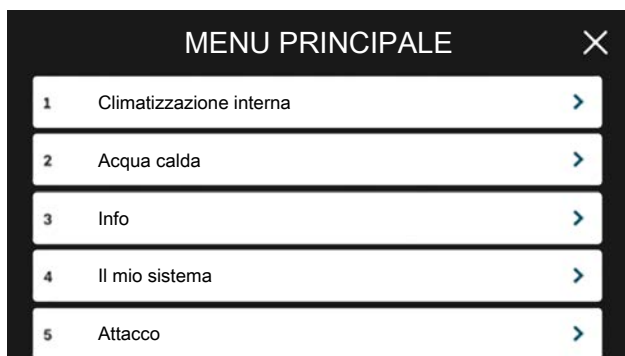 MENU PRINCIPALE
1 Climatizzazione interna
2 Acqua calda
3 Info
4 Il mio sistema
5 Attacco